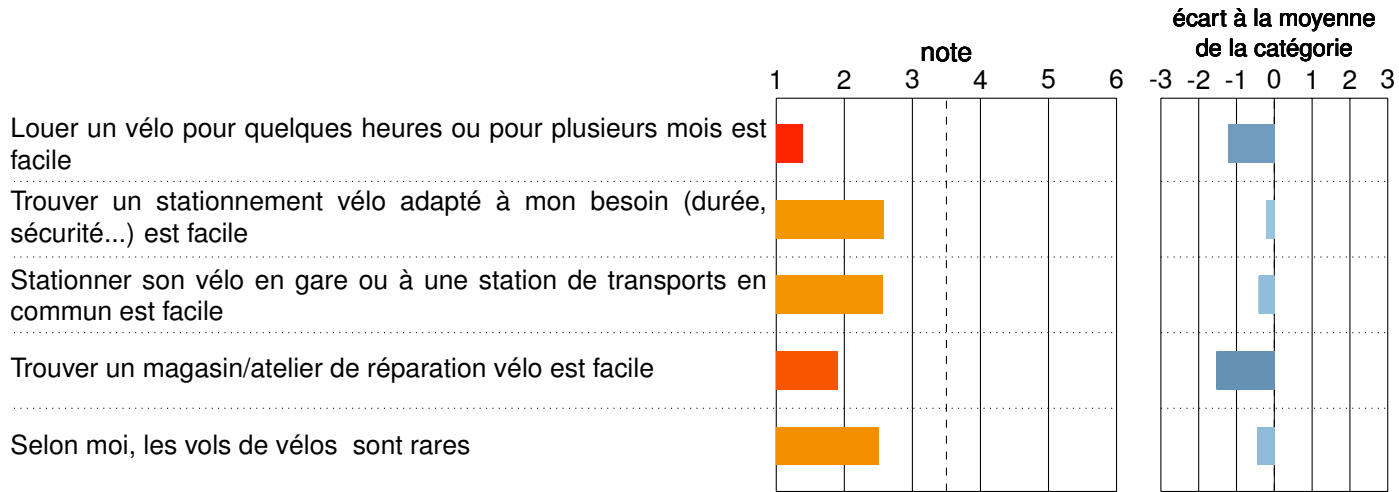 écart à la moyenne
note de la catégorie
1 2 3 4 5 6 -3 -2 -1 0 1 2 3
Louer un vélo pour quelques heures ou pour plusieurs mois est
facile
Trouver un stationnement vélo adapté à mon besoin (durée,
sécurité...) est facile
Stationner son vélo en gare ou à une station de transports en
commun est facile
Trouver un magasin/atelier de réparation vélo est facile
Selon moi, les vols de vélos sont rares